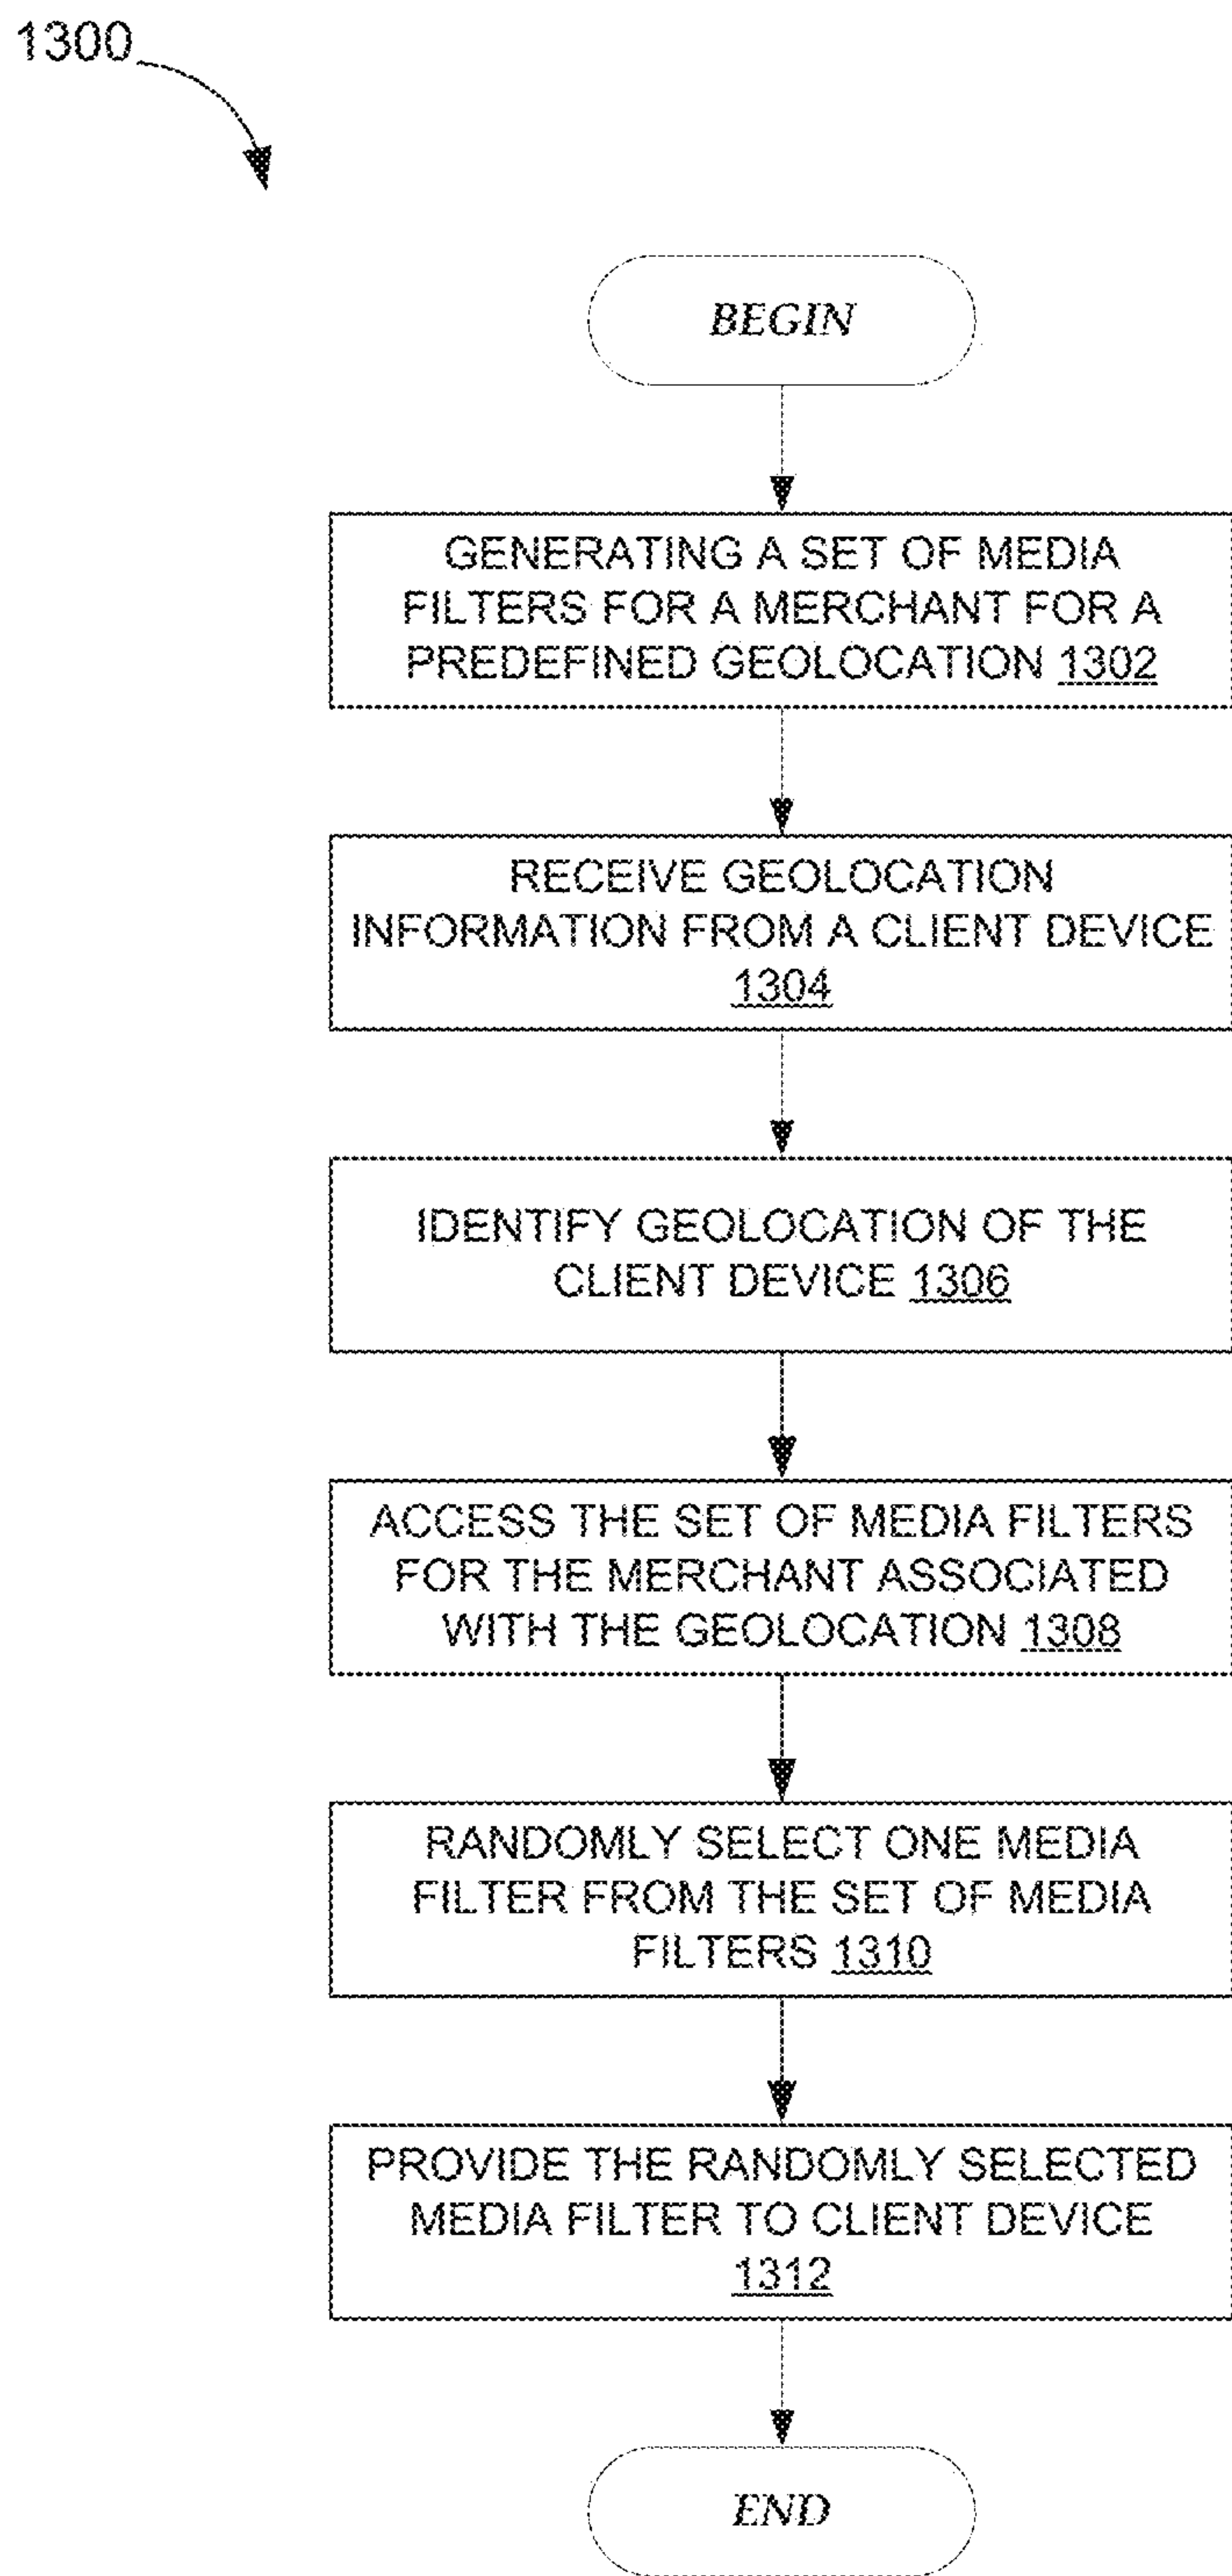 1300
BEGIN
GENERATING A SET OF MEDIA
FILTERS FOR A MERCHANT FOR A
PREDEFINED GEOLOCATION 1302
RECEIVE GEOLOCATION
INFORMATION FROM A CLIENT DEVICE
1304
IDENTIFY GEOLOCATION OF THE
CLIENT DEVICE 1306
ACCESS THE SET OF MEDIA FILTERS
FOR THE MERCHANT ASSOCIATED
WITH THE GEOLOCATION 1308
RANDOMLY SELECT ONE MEDIA
FILTER FROM THE SET OF MEDIA
FILTERS 1310
PROVIDE THE RANDOMLY SELECTED
MEDIA FILTER TO CLIENT DEVICE
1312
END